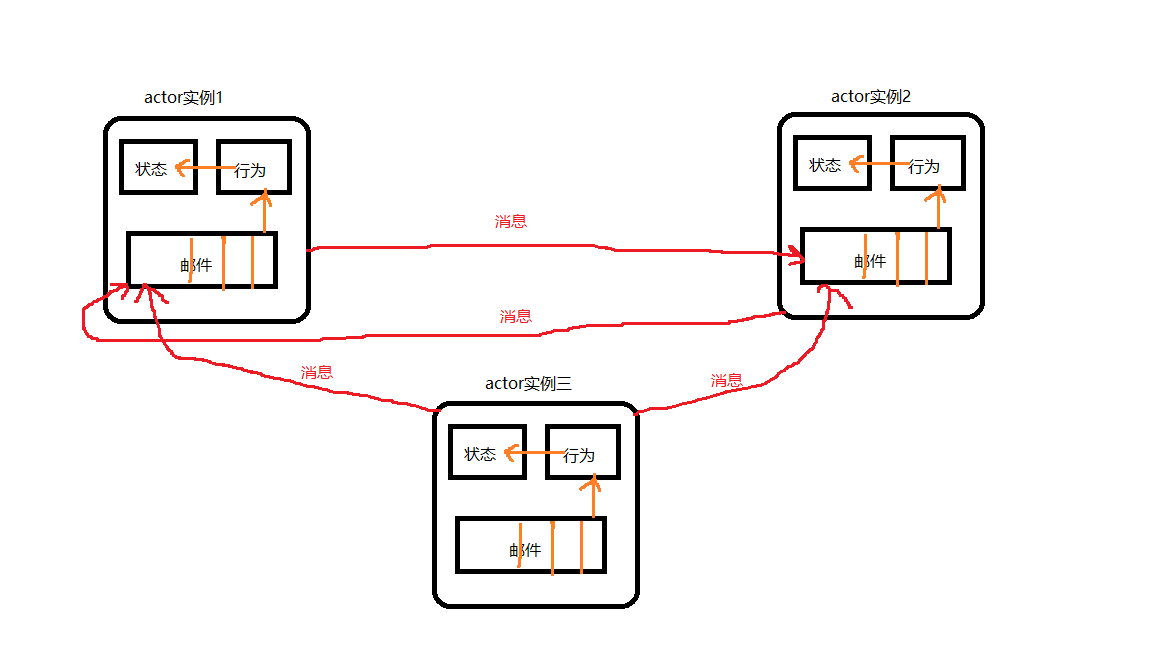 actor实例1
actor实例2
状态
行为
状态
行为
消息
邮件
邮件
消息
消息
消息
actor实例三
状态
行为
邮件